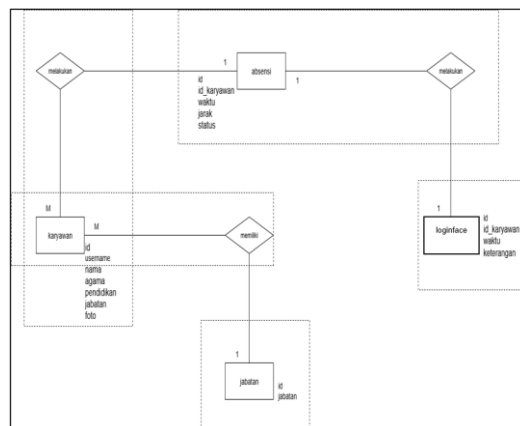 melakukan
1
absensi
1
melakukan
id
id_karyawan
waktu
jarak
status
M
karyawan
M
memiliki
id
username
nama
agama
pendidikan
jabatan
foto
1
loginface
id
id_karyawan
waktu
keterangan
1
jabatan
id
jabatan